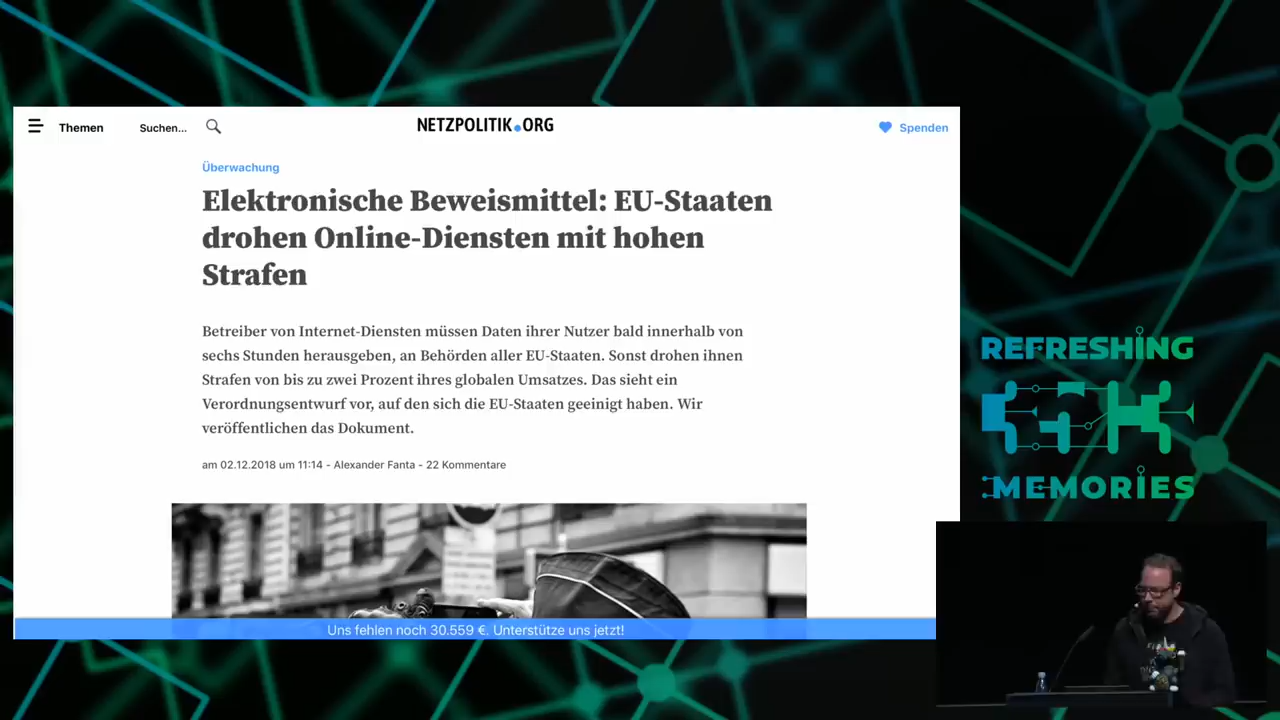 Themen
Suchen...
NETZPOLITIK.ORG
Spenden
Überwachung
Elektronische Beweismittel: EU-Staaten
drohen Online-Diensten mit hohen
Strafen
Betreiber von Internet-Diensten müssen Daten ihrer Nutzer bald innerhalb von
sechs Stunden herausgeben, an Behörden aller EU-Staaten. Sonst drohen ihnen
Strafen von bis zu zwei Prozent ihres globalen Umsatzes. Das sieht ein
Verordnungsentwurf vor, auf den sich die EU-Staaten geeinigt haben. Wir
veröffentlichen das Dokument.
am 02.12.2018 um 11:14 - Alexander Fanta - 22 Kommentare
Uns fehlen noch 30.559 €. Unterstütze uns jetzt!
REFRESHING
35C3
MEMORIES